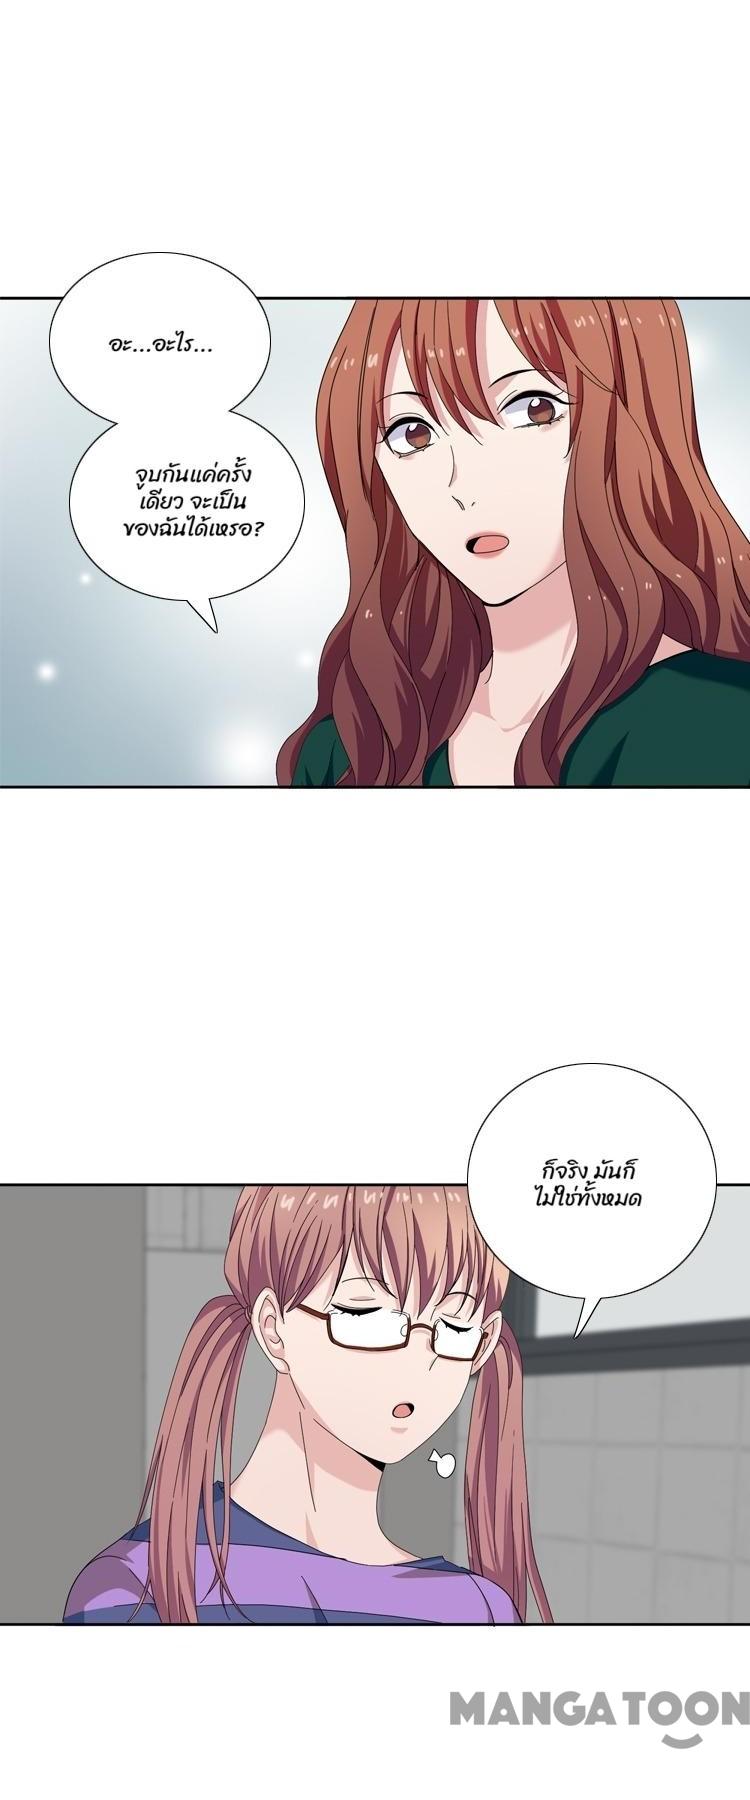 อะ...อะไร...
จูบกันแค่ครั้ง
เดียว จะเป็น
ของฉันได้เหรอ?
ก็จริง มันก็
ไม่ใช่ทั้งหมด
MANGATOON